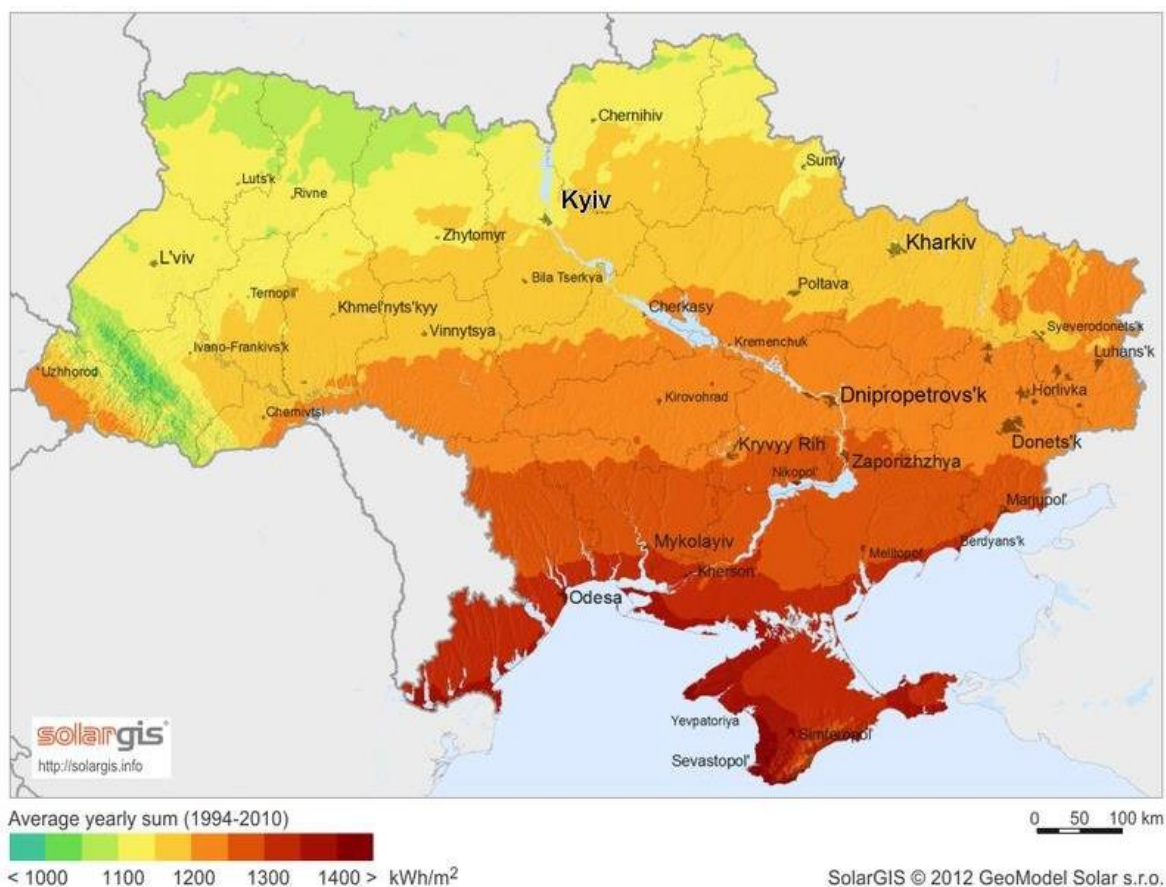 Chernihiv
Sumy
Luts'k
Rivne
Kyiv
Zhytomyr
Kharkiv
L'viv
Bila Tserkva
Poltava
Ternopil'
Khmel'nyts'kyy
Cherkasy
Vinnytsya
Syeverodonets'k
Ivano-Frankivs'k
Kremenchuk
Luhans'k
Uzhhorod
Dnipropetrovs'k
Horlivka
Kirovohrad
Chernivtsi
Donets'k
Kryvyy Rih
Zaporizhzhya
Nikopol'
Mariupol'
Mykolayiv
Berdyans'k
Melitopol'
Kherson
Odesa
Yevpatoriya
Simferopol'
Sevastopol'
solargis
http://solargis.info
Average yearly sum (1994-2010)
0 50 100 km
< 1000 1100 1200 1300 1400 > kWh/m²
SolarGIS © 2012 GeoModel Solar s.r.o.